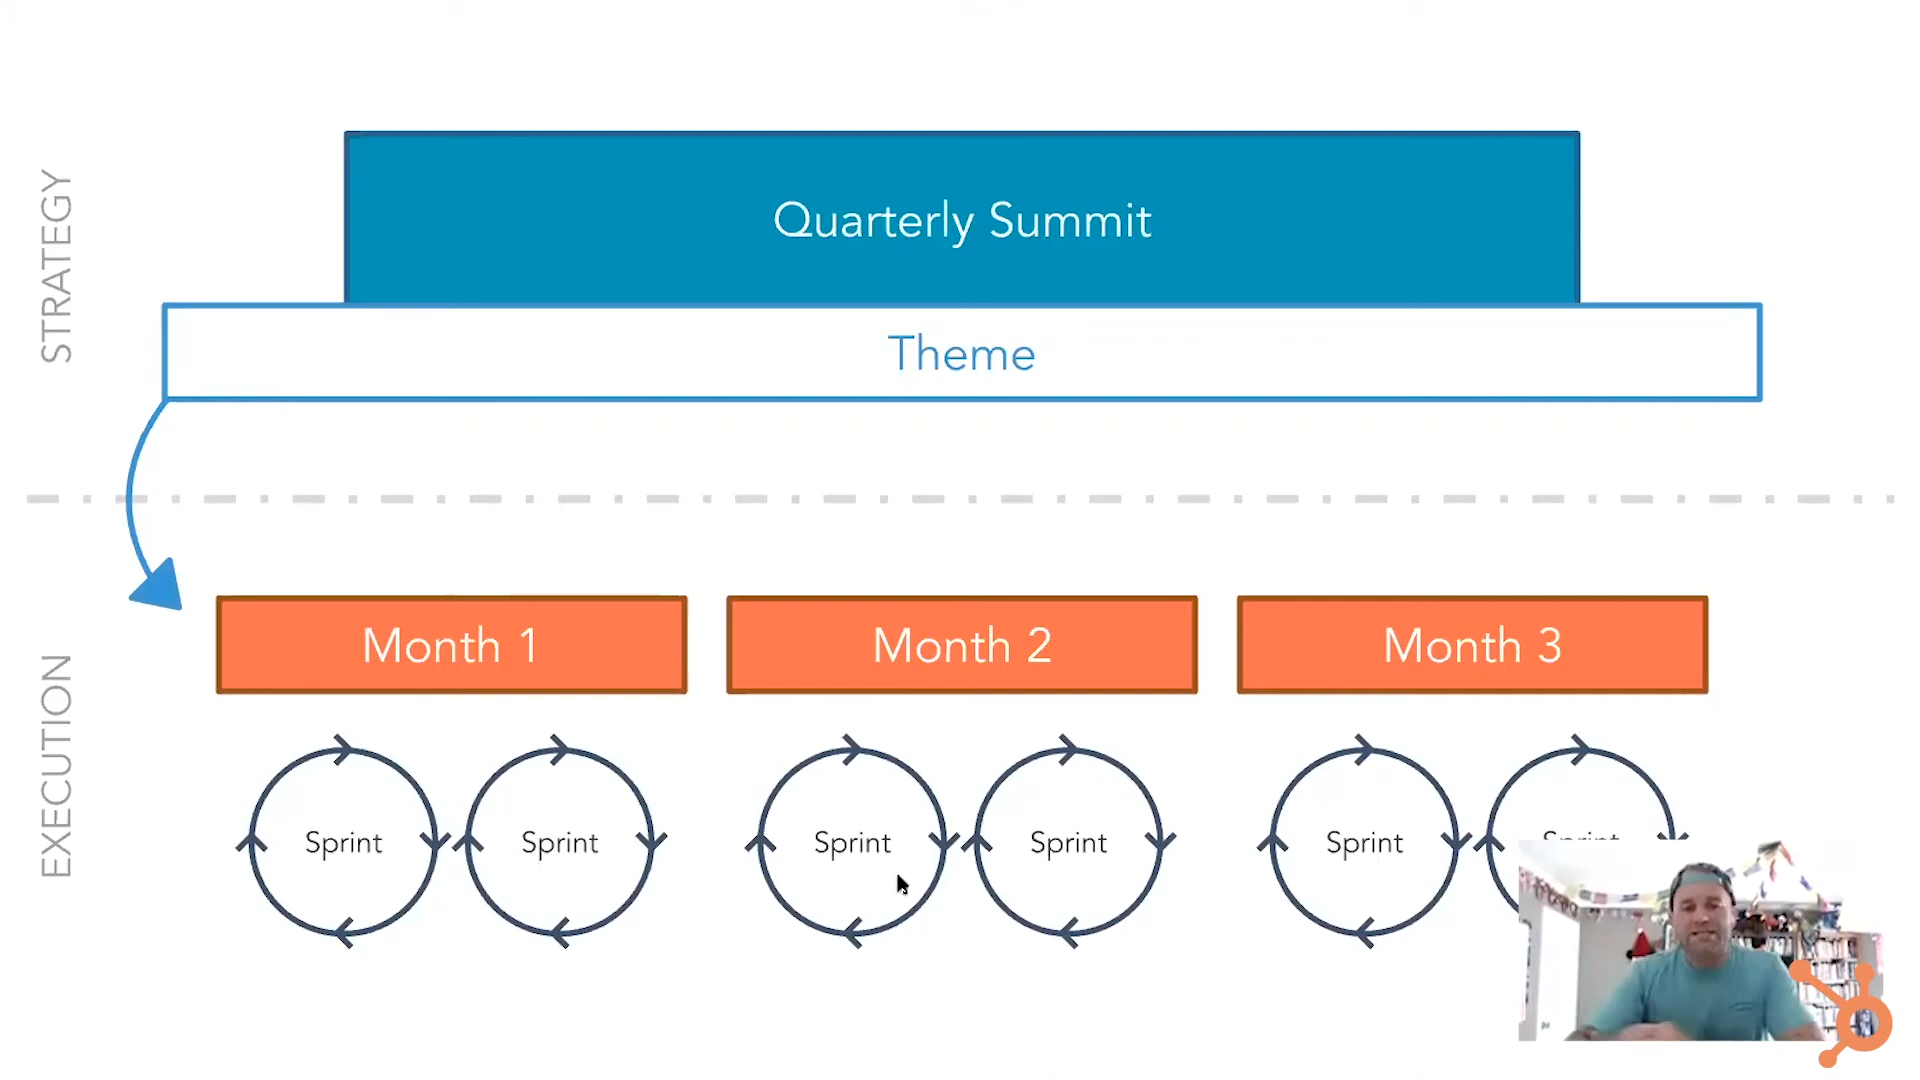 STRATEGY
Quarterly Summit
Theme
EXECUTION
Month 1
Month 2
Month 3
Sprint
Sprint
Sprint
Sprint
Sprint
Sprint